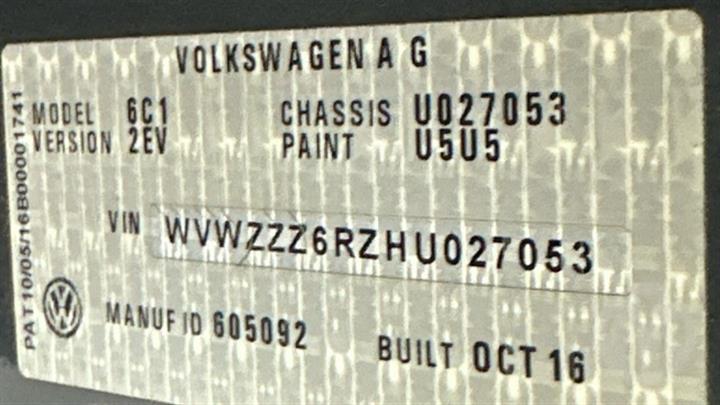 VOLKSWAGEN A G
MODEL 6C1 CHASSIS U027053
VERSION 2EV PAINT U5U5
VIN WVWZZZ6RZHU027053
MANUF ID 605092
BUILT OCT 16
PAT10/05/16B00001741